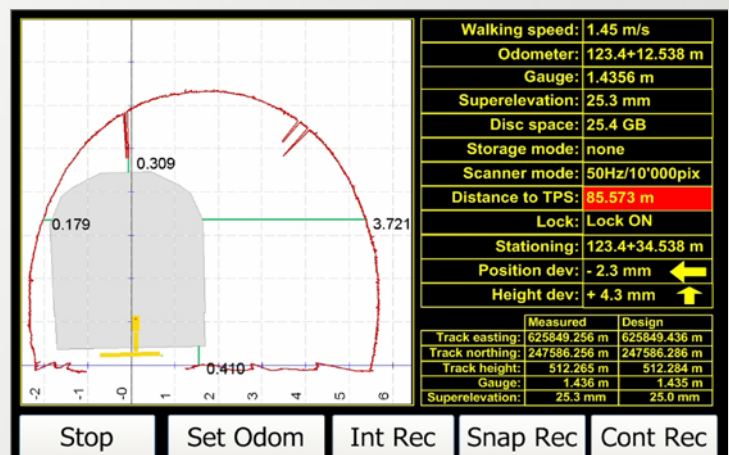 Walking speed: 1.45 m/s
Odometer: 123.4+12.538 m
Gauge: 1.4356 m
Superelevation: 25.3 mm
Disc space: 25.4 GB
Storage mode: none
Scanner mode: 50Hz/10'000pix
Distance to TPS: 85.573 m
Lock: Lock ON
Stationing: 123.4+34.538 m
Position dev: - 2.3 mm
Height dev: + 4.3 mm
Measured Design
Track easting: 625849.256 m 625849.436 m
Track northing: 247586.256 m 247586.286 m
Track height: 512.265 m 512.284 m
Gauge: 1.436 m 1.435 m
Superelevation: 25.3 mm 25.0 mm
0.309
0.179 3.721
0.410
-2 -1 -0 1 2 3 4 5 6
Stop Set Odom Int Rec Snap Rec Cont Rec